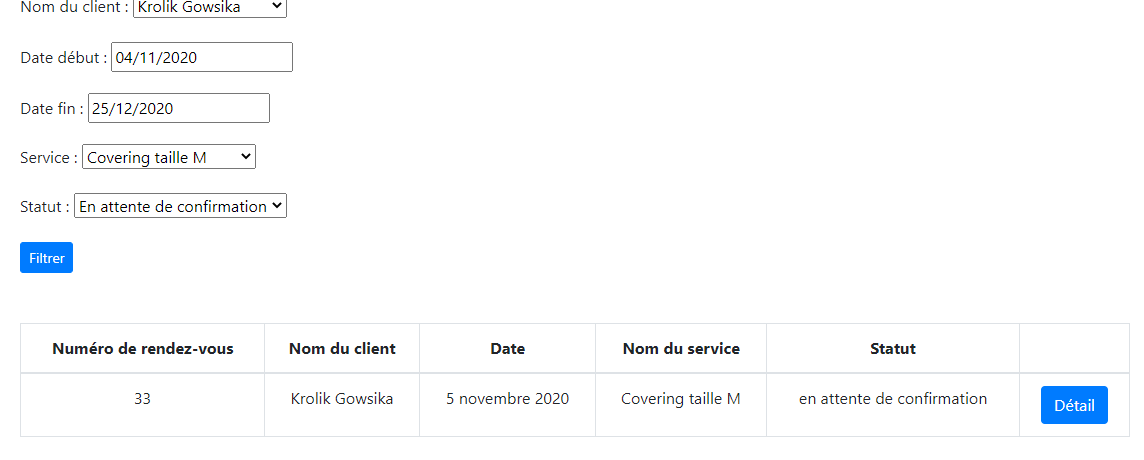 Nom du client : Krolik Gowsika
Date début : 04/11/2020
Date fin : 25/12/2020
Service : Covering taille M
Statut : En attente de confirmation
Filtrer
Numéro de rendez-vous Nom du client Date Nom du service Statut
33 Krolik Gowsika 5 novembre 2020 Covering taille M en attente de confirmation Détail